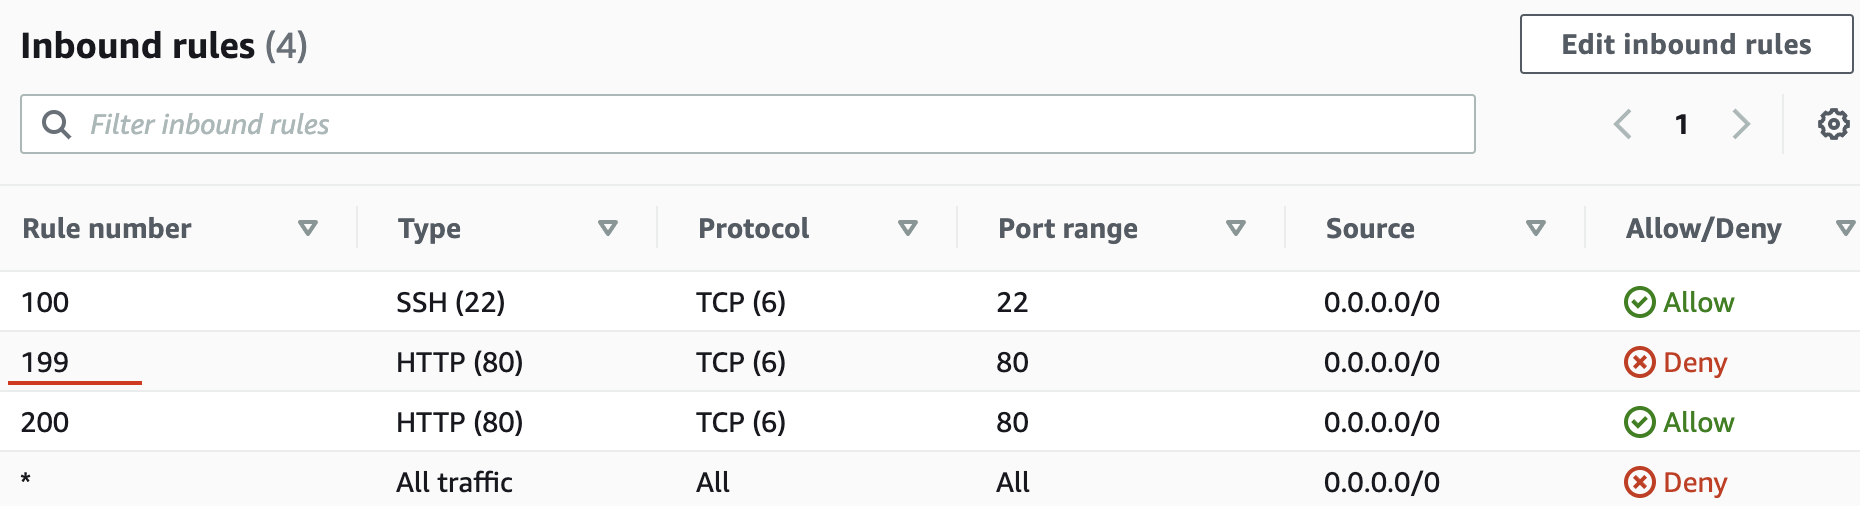 Inbound rules (4)
Edit inbound rules
Filter inbound rules
1
Rule number Type Protocol Port range Source Allow/Deny
100 SSH (22) TCP (6) 22 0.0.0.0/0 Allow
199 HTTP (80) TCP (6) 80 0.0.0.0/0 Deny
200 HTTP (80) TCP (6) 80 0.0.0.0/0 Allow
* All traffic All All 0.0.0.0/0 Deny